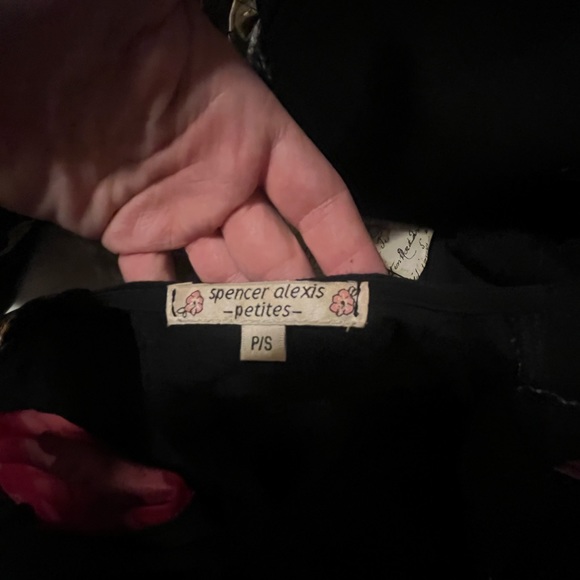 spencer alexis
-petites-
P/S